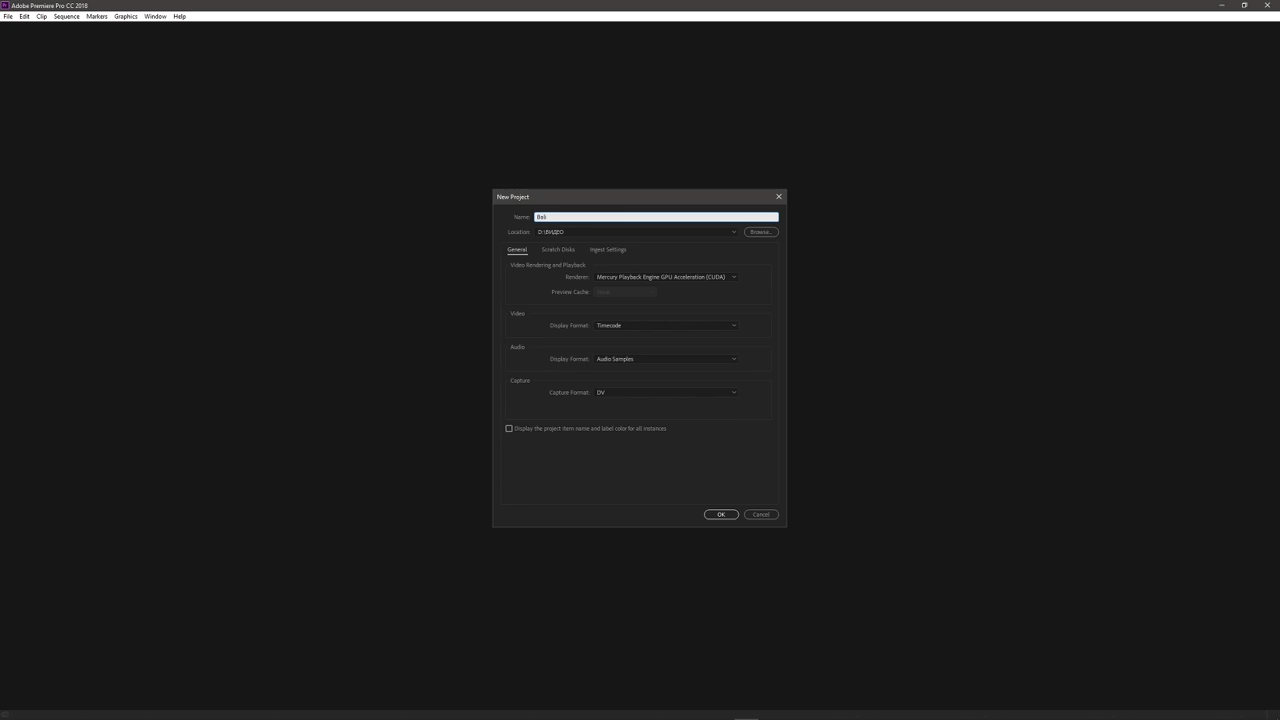 Adobe Premiere Pro CC 2018
File Edit Clip Sequence Markers Graphics Window Help
New Project
Name: Bali
Location: D:\ВИДЕО Browse...
General Scratch Disks Ingest Settings
Video Rendering and Playback
Renderer: Mercury Playback Engine GPU Acceleration (CUDA)
Preview Cache: None
Video
Display Format: Timecode
Audio
Display Format: Audio Samples
Capture
Capture Format: DV
Display the project item name and label color for all instances
OK Cancel